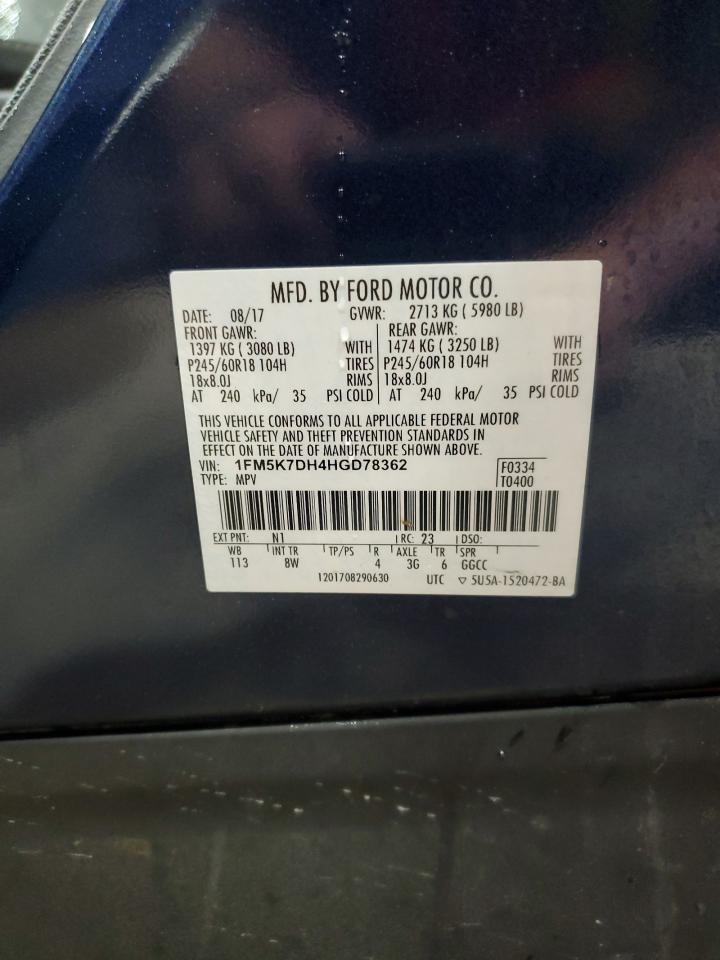 MFD. BY FORD MOTOR CO.
DATE: 08/17 GVWR: 2713 KG ( 5980 LB)
FRONT GAWR: REAR GAWR:
1397 KG ( 3080 LB) WITH 1474 KG ( 3250 LB) WITH
P245/60R18 104H TIRES P245/60R18 104H TIRES
18x8.0J RIMS 18x8.0J RIMS
AT 240 kPa/ 35 PSI COLD AT 240 kPa/ 35 PSI COLD
THIS VEHICLE CONFORMS TO ALL APPLICABLE FEDERAL MOTOR
VEHICLE SAFETY AND THEFT PREVENTION STANDARDS IN
EFFECT ON THE DATE OF MANUFACTURE SHOWN ABOVE.
VIN: 1FM5K7DH4HGD78362 F0334
TYPE: MPV T0400
EXT PNT: N1 RC: 23 DSO:
WB INT TR TP/PS R AXLE TR SPR
113 8W 4 3G 6 GGCC
1201708290630 UTC ▽ 5U5A-1520472-BA